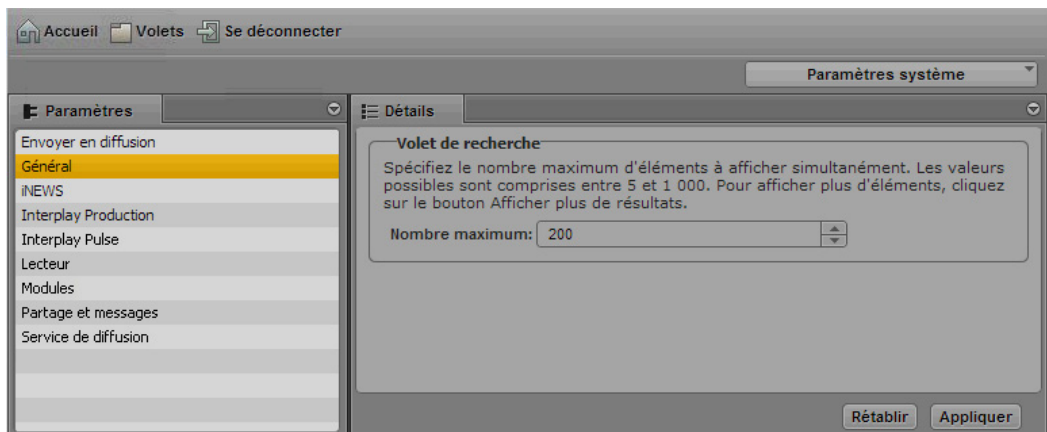 Accueil Volets Se déconnecter
Paramètres système
Paramètres
Envoyer en diffusion
Général
iNEWS
Interplay Production
Interplay Pulse
Lecteur
Modules
Partage et messages
Service de diffusion
Détails
Volet de recherche
Spécifiez le nombre maximum d'éléments à afficher simultanément. Les valeurs
possibles sont comprises entre 5 et 1 000. Pour afficher plus d'éléments, cliquez
sur le bouton Afficher plus de résultats.
Nombre maximum: 200
Rétablir Appliquer